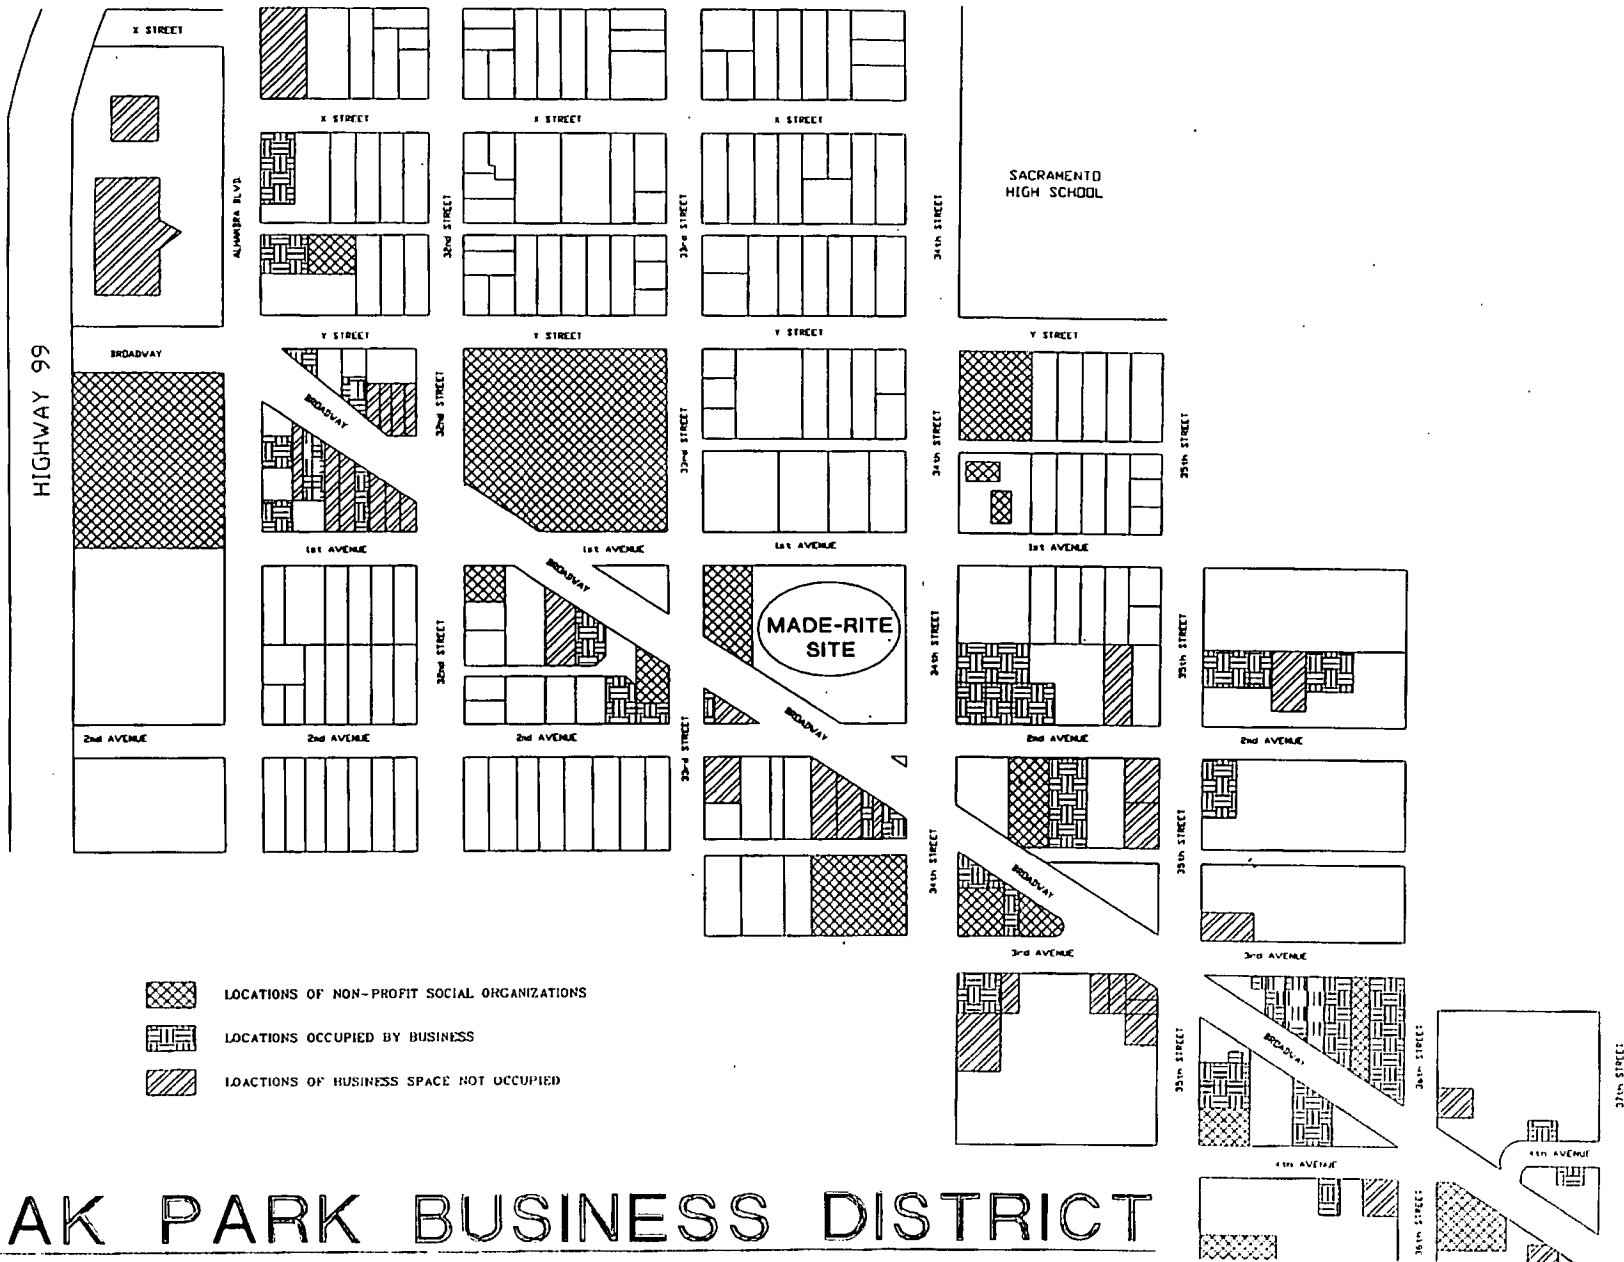 X STREET
X STREET
X STREET
X STREET
SACRAMENTO
HIGH SCHOOL
ALHAMBRA BLVD.
32nd STREET
33rd STREET
34th STREET
HIGHWAY 99
BROADWAY
Y STREET
Y STREET
Y STREET
Y STREET
BROADWAY
32nd STREET
33rd STREET
34th STREET
35th STREET
1st AVENUE
1st AVENUE
1st AVENUE
1st AVENUE
BROADWAY
MADE-RITE
SITE
32nd STREET
34th STREET
35th STREET
BROADWAY
2nd AVENUE
2nd AVENUE
2nd AVENUE
33rd STREET
2nd AVENUE
2nd AVENUE
34th STREET
35th STREET
BROADWAY
3rd AVENUE
3rd AVENUE
LOCATIONS OF NON-PROFIT SOCIAL ORGANIZATIONS
LOCATIONS OCCUPIED BY BUSINESS
LOACTIONS OF BUSINESS SPACE NOT OCCUPIED
35th STREET
BROADWAY
36th STREET
37th STREET
4th AVENUE
4th AVENUE
36th STREET
AK PARK BUSINESS DISTRICT